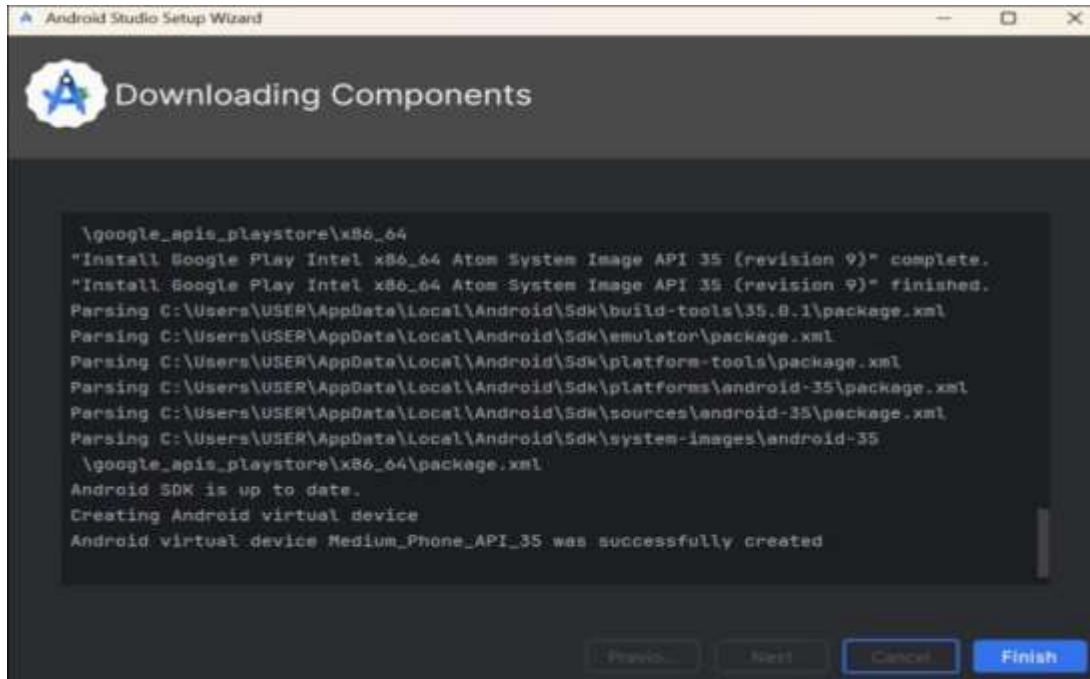 Android Studio Setup Wizard
Downloading Components
\google_apis_playstore\x86_64
"Install Google Play Intel x86_64 Atom System Image API 35 (revision 9)" complete.
"Install Google Play Intel x86_64 Atom System Image API 35 (revision 9)" finished.
Parsing C:\Users\USER\AppData\Local\Android\Sdk\build-tools\35.0.1\package.xml
Parsing C:\Users\USER\AppData\Local\Android\Sdk\emulator\package.xml
Parsing C:\Users\USER\AppData\Local\Android\Sdk\platform-tools\package.xml
Parsing C:\Users\USER\AppData\Local\Android\Sdk\platforms\android-35\package.xml
Parsing C:\Users\USER\AppData\Local\Android\Sdk\sources\android-35\package.xml
Parsing C:\Users\USER\AppData\Local\Android\Sdk\system-images\android-35
\google_apis_playstore\x86_64\package.xml
Android SDK is up to date.
Creating Android virtual device
Android virtual device Medium_Phone_API_35 was successfully created
Previo... Next Cancel Finish